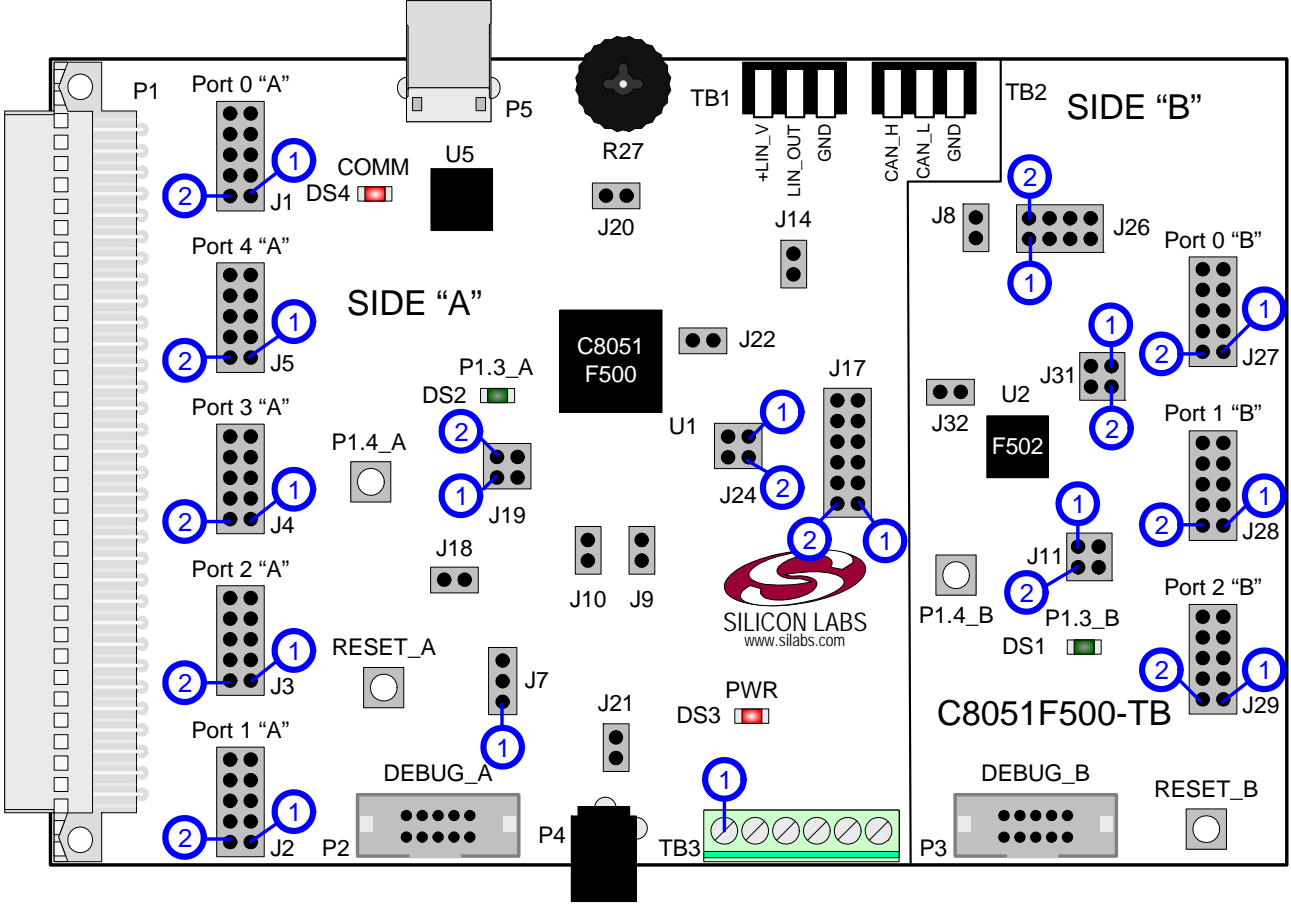 Port 0 “A”
P1
1
2
J1
COMM
DS4
P5
U5
R27
J20
TB1
+LIN_V
LIN_OUT
GND
CAN_H
CAN_L
GND
TB2
SIDE “B”
J14
J8
2
J26
1
Port 0 “B”
1
2
J27
Port 4 “A”
1
2
J5
SIDE “A”
C8051
F500
J22
U1
J17
P1.3_A
DS2
2
1
J19
P1.4_A
1
J24
2
2
1
J31
1
2
J32
U2
F502
Port 1 “B”
1
2
J28
Port 3 “A”
1
2
J4
J18
J10
J9
SILICON LABS
www.silabs.com
J11
1
2
P1.4_B
P1.3_B
DS1
Port 2 “B”
2
1
J29
Port 2 “A”
1
2
J3
RESET_A
J7
1
J21
PWR
DS3
C8051F500-TB
Port 1 “A”
1
2
J2
DEBUG_A
P2
P4
1
TB3
DEBUG_B
P3
RESET_B